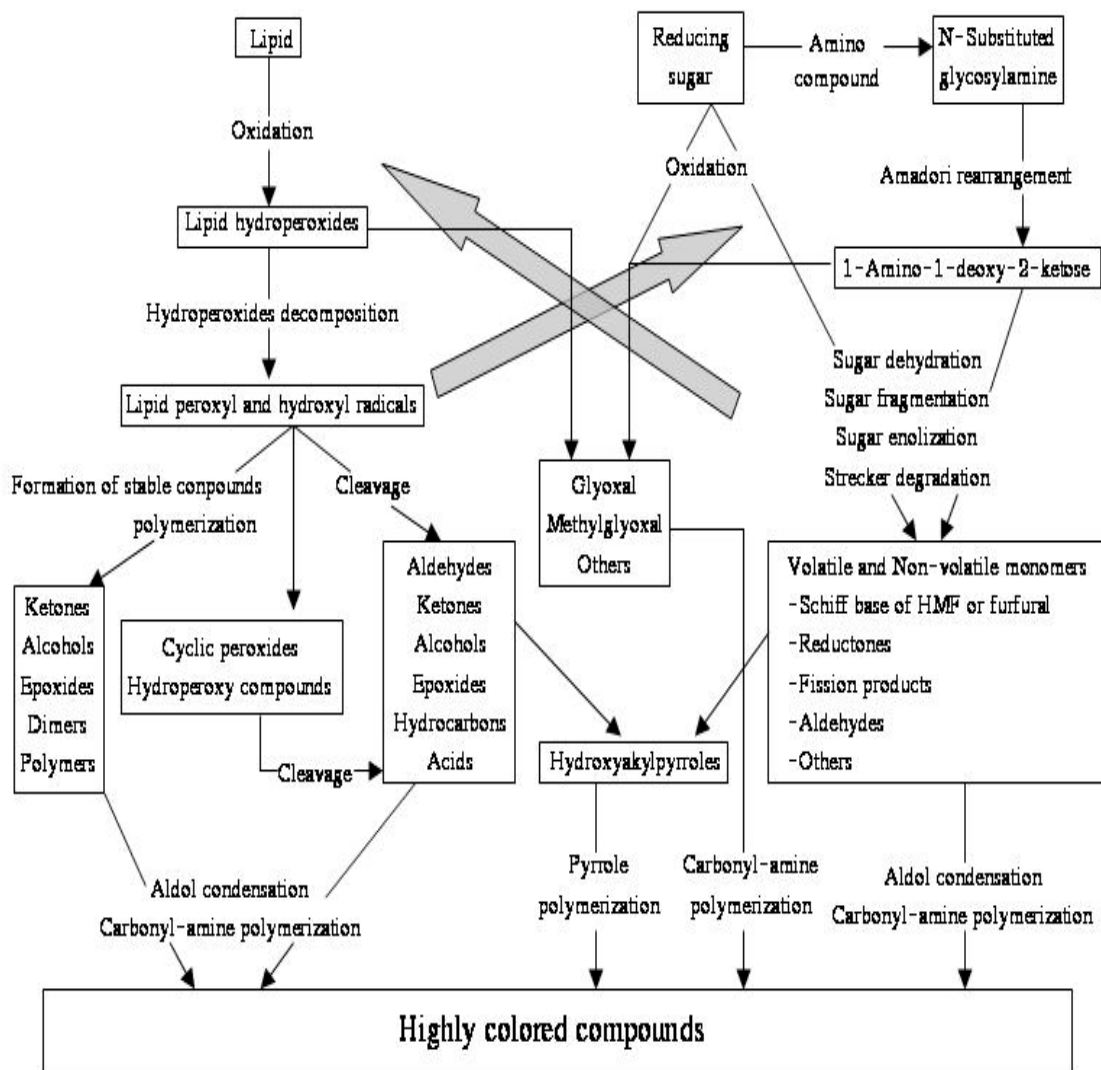 Lipid
Reducing
sugar
Amino
compound
N-Substituted
glycosylamine
Oxidation
Oxidation
Amadori rearrangement
Lipid hydroperoxides
1-Amino-1-deoxy-2-ketose
Hydroperoxides decomposition
Sugar dehydration
Sugar fragmentation
Sugar enolization
Strecker degradation
Lipid peroxyl and hydroxyl radicals
Formation of stable conpounds
polymerization
Cleavage
Glyoxal
Methylglyoxal
Others
Ketones
Alcohols
Epoxides
Dimers
Polymers
Cyclic peroxides
Hydroperoxy compounds
Cleavage
Aldehydes
Ketones
Alcohols
Epoxides
Hydrocarbons
Acids
Volatile and Non-volatile monomers
-Schiff base of HMF or furfural
-Reductones
-Fission products
-Aldehydes
-Others
Hydroxyakylpyrroles
Aldol condensation
Carbonyl-amine polymerization
Pyrrole
polymerization
Carbonyl-amine
polymerization
Aldol condensation
Carbonyl-amine polymerization
Highly colored compounds